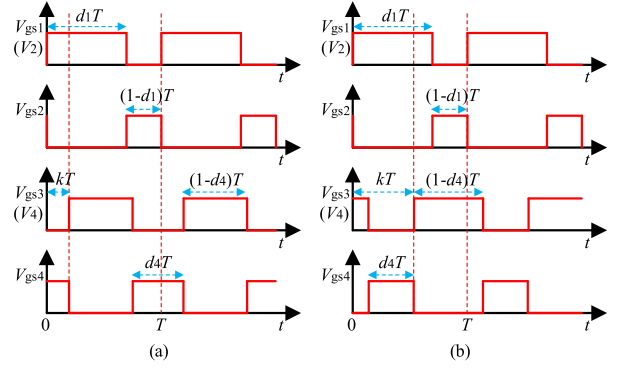 Vgs1 d1T
(V2) t
Vgs2 (1-d1)T
t
kT
Vgs3 (1-d4)T
(V4) t
Vgs4 d4T
0 T t
(a)
Vgs1 d1T
(V2) t
Vgs2 (1-d1)T
t
kT (1-d4)T
Vgs3
(V4) t
Vgs4 d4T
0 T t
(b)